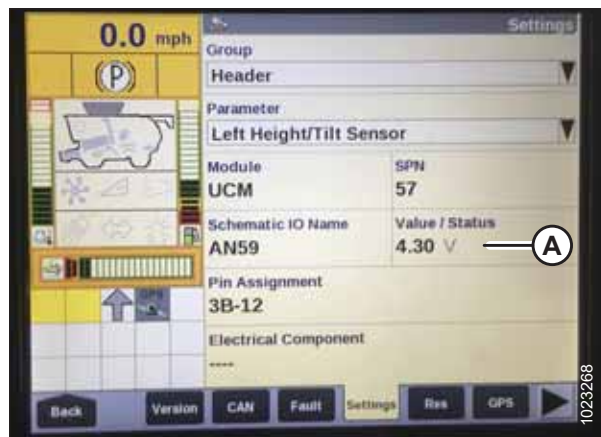 0.0 mph
(P)
Settings
Group
Header
Parameter
Left Height/Tilt Sensor
Module
UCM
SPN
57
Schematic IO Name
AN59
Value / Status
4.30 V
A
Pin Assignment
3B-12
Electrical Component
----
Back
Version
CAN
Fault
Settings
Res
GPS
1023268